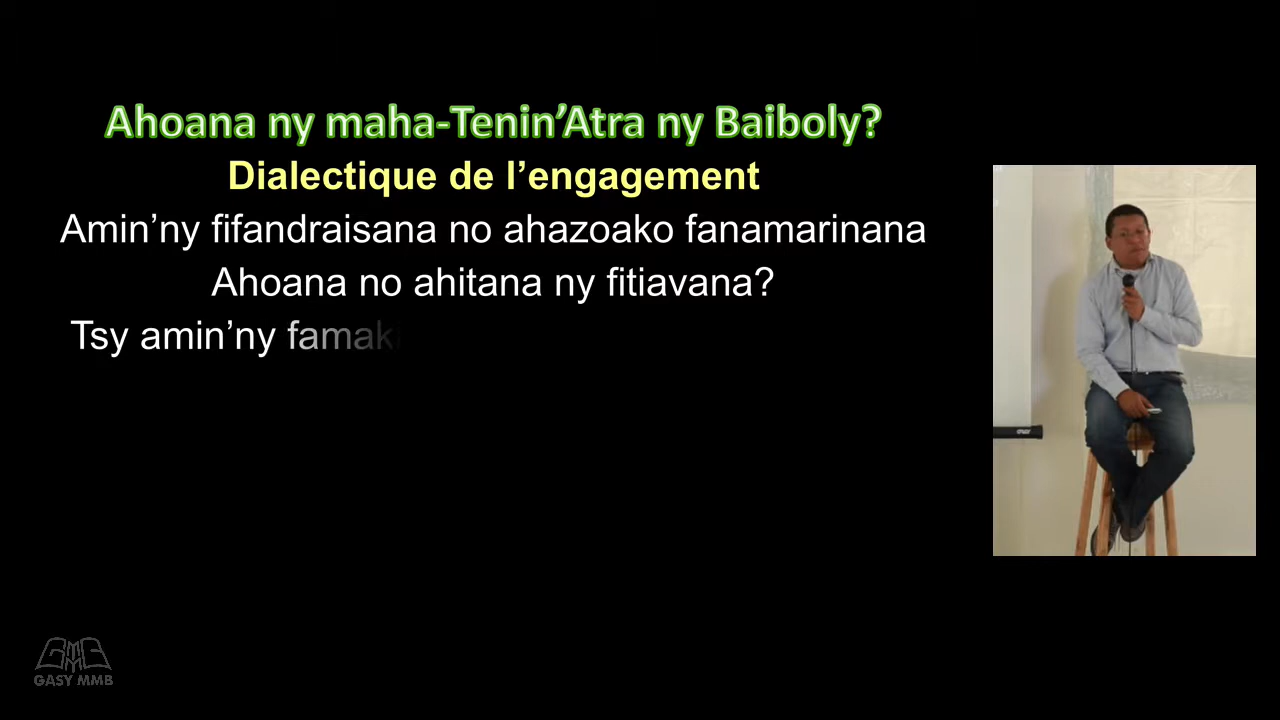 Ahoana ny maha-Tenin’Atra ny Baiboly?
Dialectique de l’engagement
Amin’ny fifandraisana no ahazoako fanamarinana
Ahoana no ahitana ny fitiavana?
Tsy amin’ny famak
GASY MMB